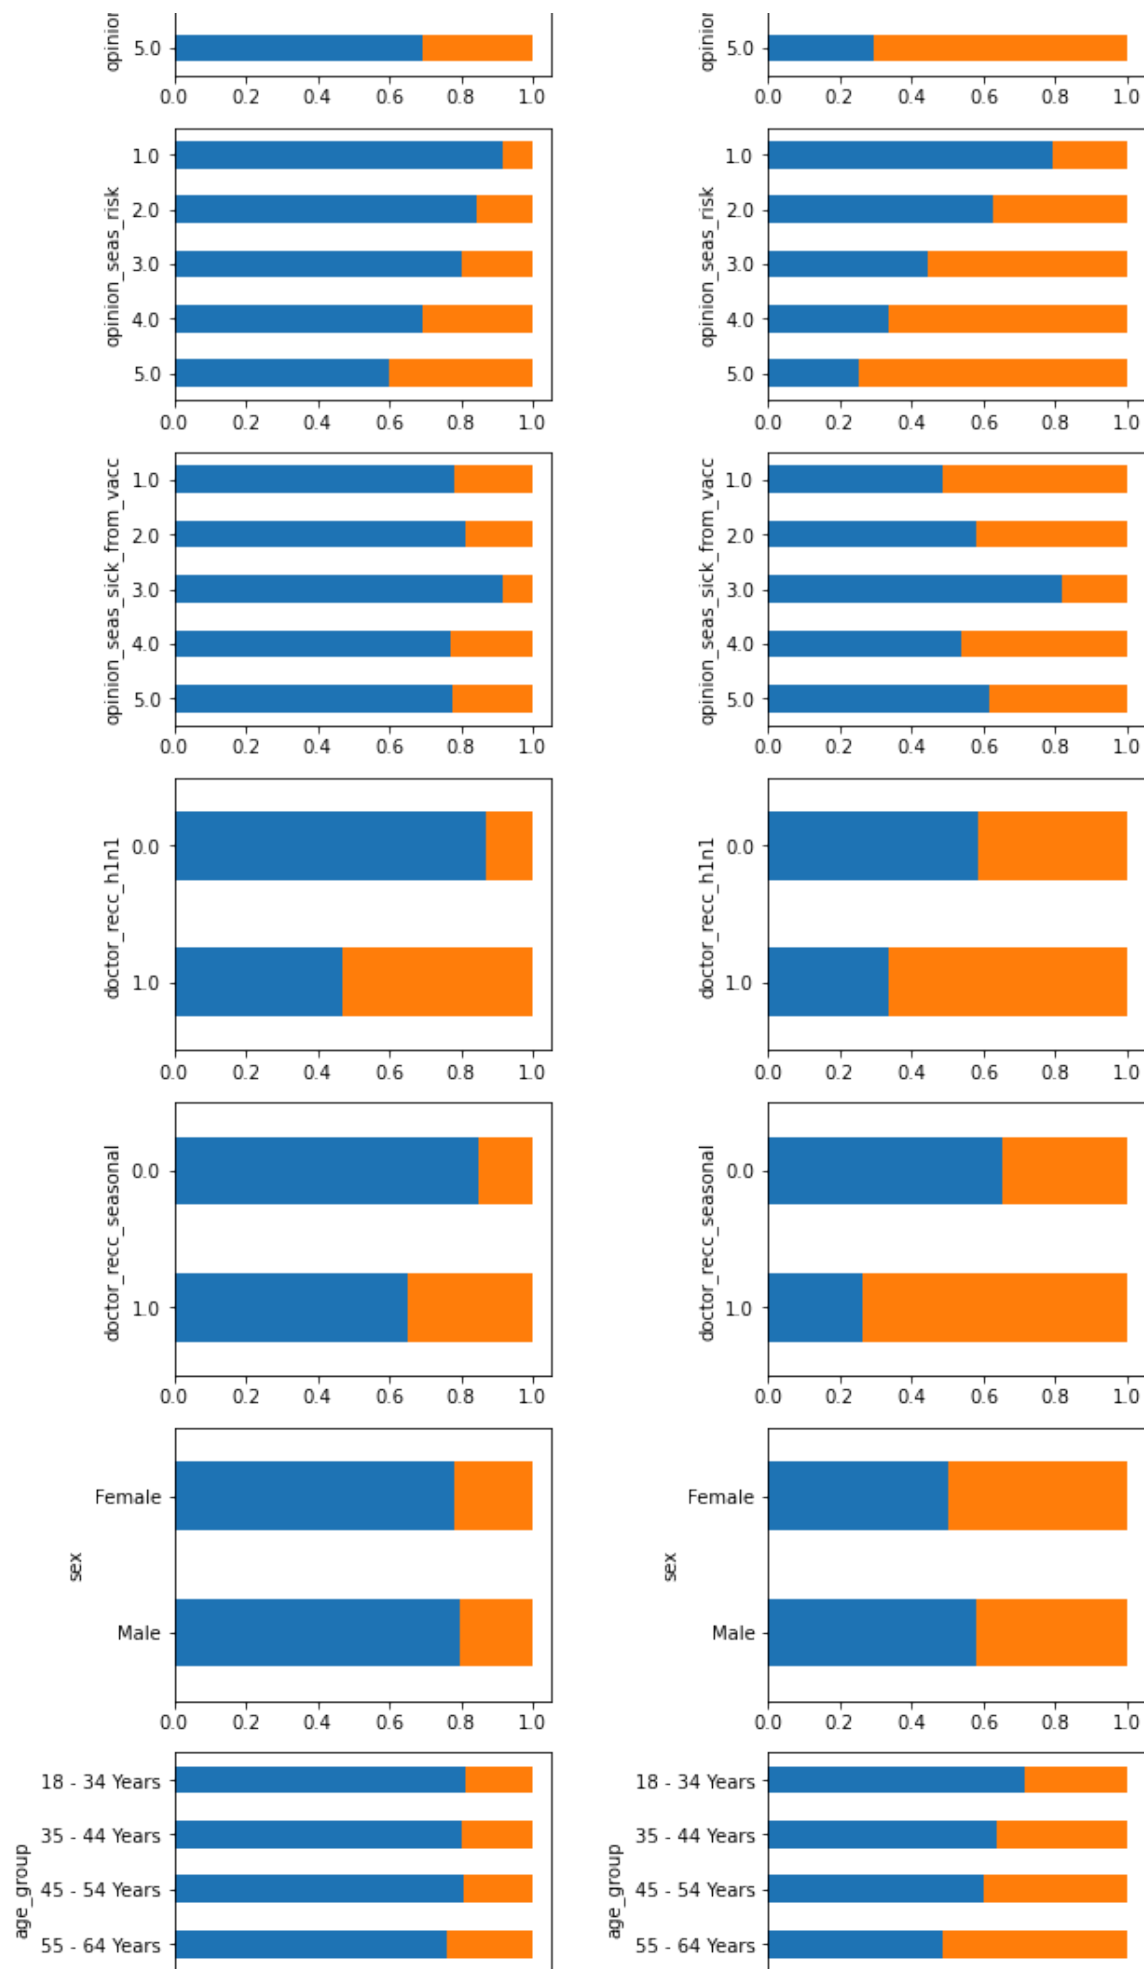 opinion
5.0
0.0 0.2 0.4 0.6 0.8 1.0
opinion
5.0
0.0 0.2 0.4 0.6 0.8 1.0
opinion_seas_risk
1.0
2.0
3.0
4.0
5.0
0.0 0.2 0.4 0.6 0.8 1.0
opinion_seas_risk
1.0
2.0
3.0
4.0
5.0
0.0 0.2 0.4 0.6 0.8 1.0
opinion_seas_sick_from_vacc
1.0
2.0
3.0
4.0
5.0
0.0 0.2 0.4 0.6 0.8 1.0
opinion_seas_sick_from_vacc
1.0
2.0
3.0
4.0
5.0
0.0 0.2 0.4 0.6 0.8 1.0
doctor_recc_h1n1
0.0
1.0
0.0 0.2 0.4 0.6 0.8 1.0
doctor_recc_h1n1
0.0
1.0
0.0 0.2 0.4 0.6 0.8 1.0
doctor_recc_seasonal
0.0
1.0
0.0 0.2 0.4 0.6 0.8 1.0
doctor_recc_seasonal
0.0
1.0
0.0 0.2 0.4 0.6 0.8 1.0
sex
Female
Male
0.0 0.2 0.4 0.6 0.8 1.0
sex
Female
Male
0.0 0.2 0.4 0.6 0.8 1.0
age_group
18 - 34 Years
35 - 44 Years
45 - 54 Years
55 - 64 Years
age_group
18 - 34 Years
35 - 44 Years
45 - 54 Years
55 - 64 Years